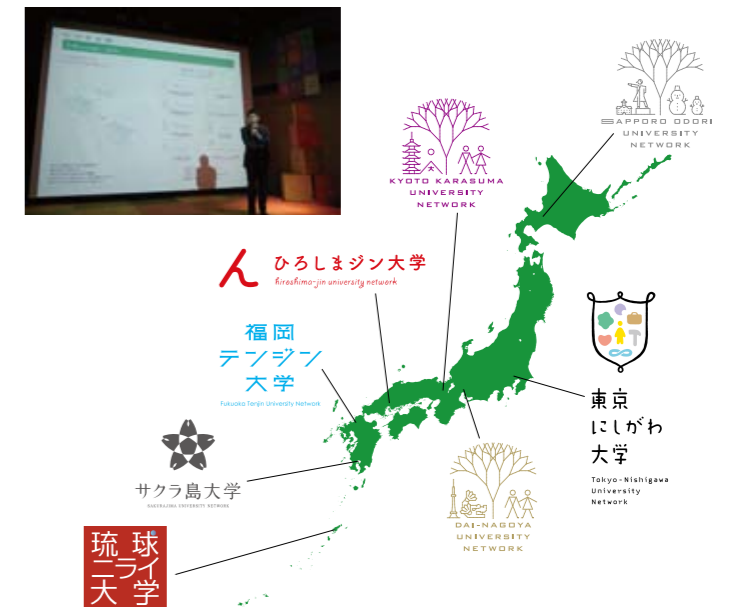 SAPPORO ODORI
UNIVERSITY
NETWORK
KYOTO KARASUMA
UNIVERSITY
NETWORK
ん
ひろしまジン大学
hiroshima-jin university network
福岡
テンジン
大学
Fukuoka Tenjin University Network
東京
にしがわ
大学
Tokyo-Nishigawa
University
Network
サクラ島大学
SAKURAJIMA UNIVERSITY NETWORK
DAI-NAGOYA
UNIVERSITY
NETWORK
琉球
ニライ
大学